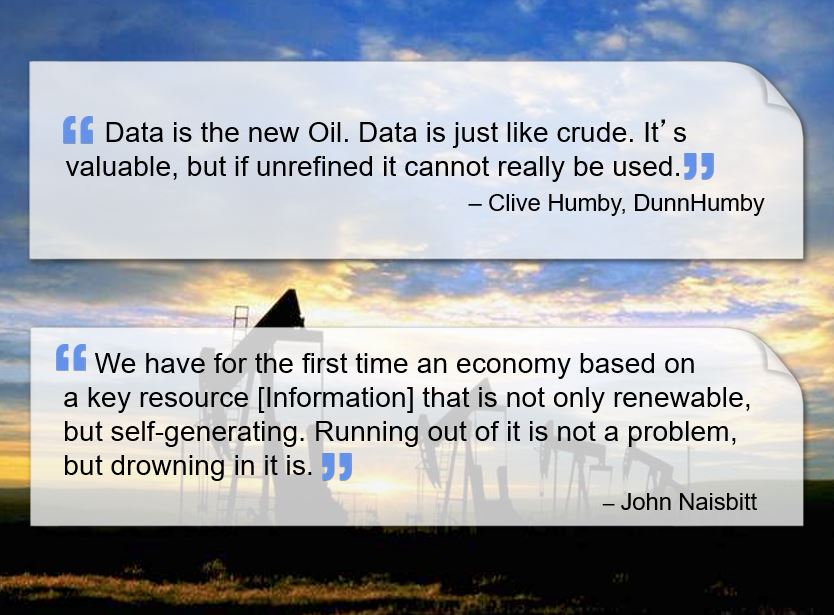 “ Data is the new Oil. Data is just like crude. It’s
valuable, but if unrefined it cannot really be used.”
– Clive Humby, DunnHumby
“ We have for the first time an economy based on
a key resource [Information] that is not only renewable,
but self-generating. Running out of it is not a problem,
but drowning in it is. ”
– John Naisbitt